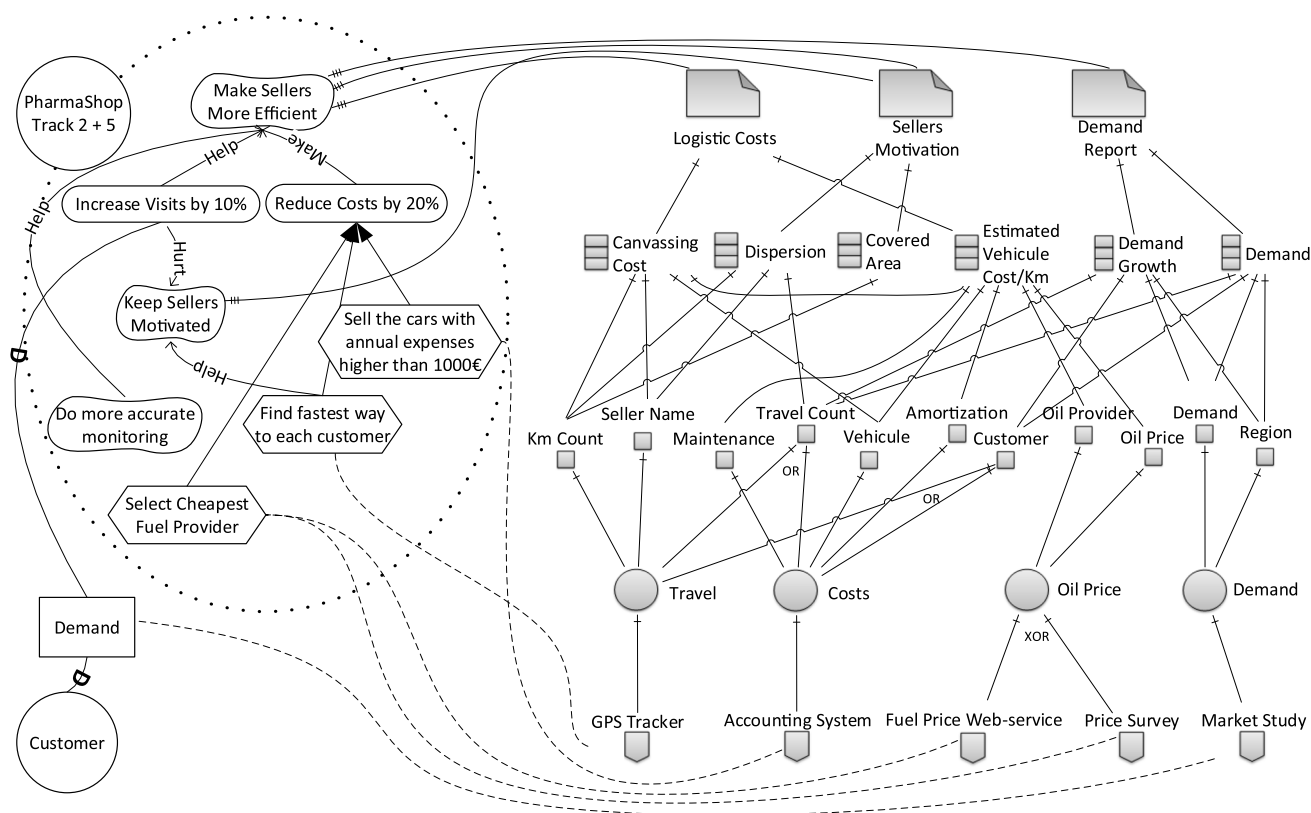 PharmaShop
Track 2 + 5
Make Sellers
More Efficient
Help
Make
Increase Visits by 10%
Reduce Costs by 20%
Help
Hurt
Keep Sellers
Motivated
Sell the cars with
annual expenses
higher than 1000€
D
Help
Do more accurate
monitoring
Find fastest way
to each customer
Select Cheapest
Fuel Provider
Demand
D
Customer
Logistic Costs
Sellers
Motivation
Demand
Report
Canvassing
Cost
Dispersion
Covered
Area
Estimated
Vehicule
Cost/Km
Demand
Growth
Demand
Km Count
Seller Name
Maintenance
Travel Count
Vehicule
Amortization
Customer
Oil Provider
Oil Price
Demand
Region
OR
OR
Travel
Costs
Oil Price
Demand
XOR
GPS Tracker
Accounting System
Fuel Price Web-service
Price Survey
Market Study